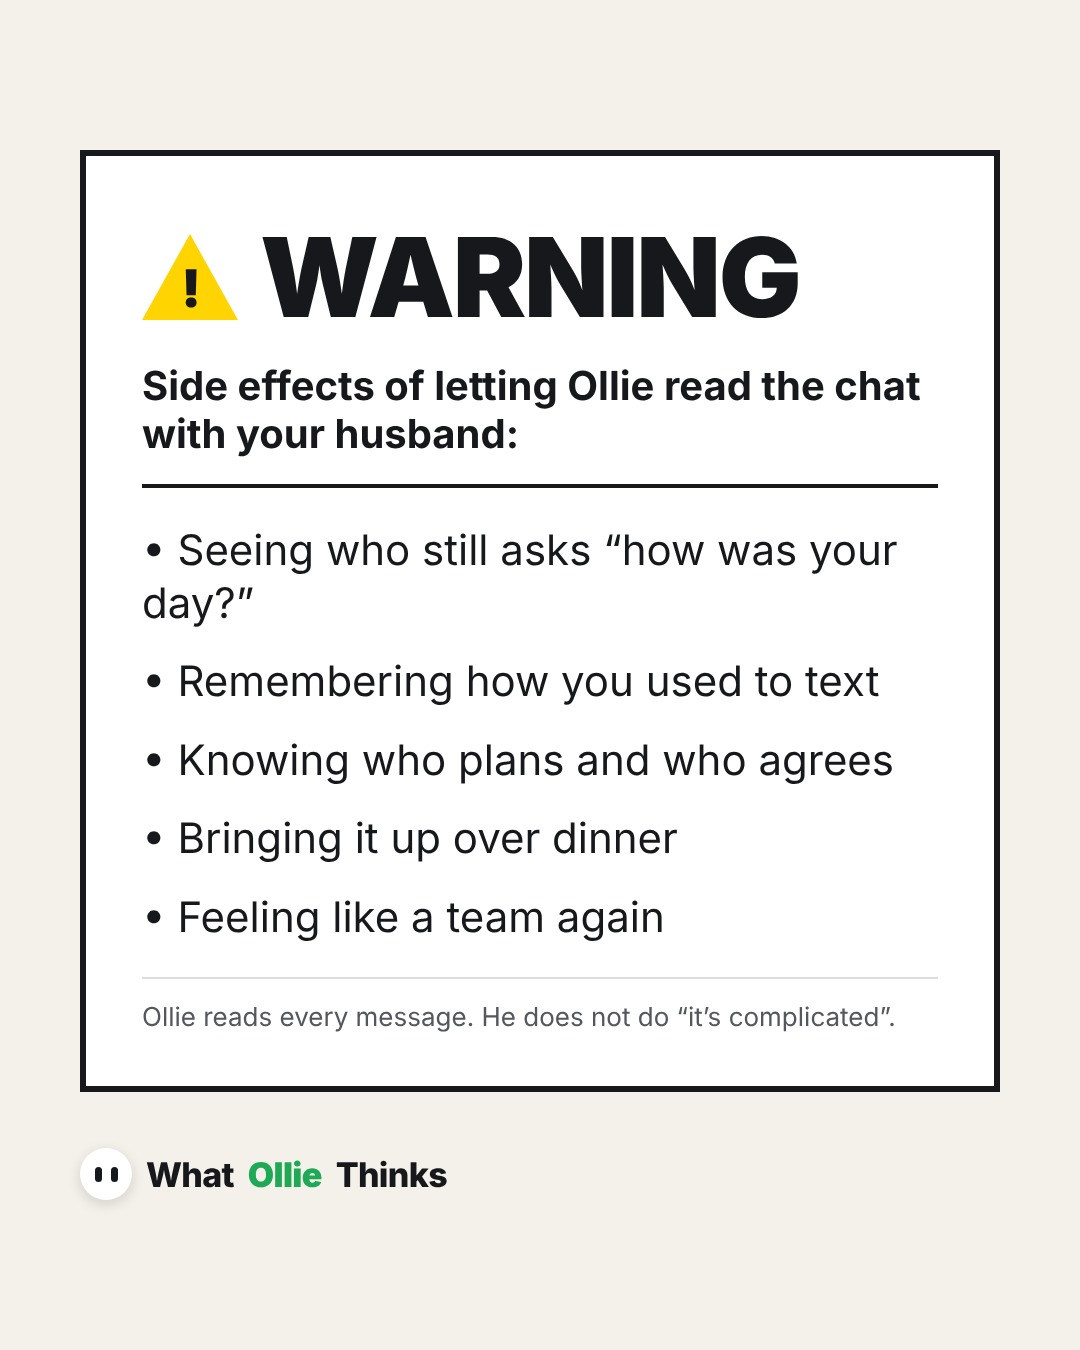 ! WARNING
Side effects of letting Ollie read the chat
with your husband:
• Seeing who still asks “how was your
day?”
• Remembering how you used to text
• Knowing who plans and who agrees
• Bringing it up over dinner
• Feeling like a team again
Ollie reads every message. He does not do “it’s complicated”.
What Ollie Thinks